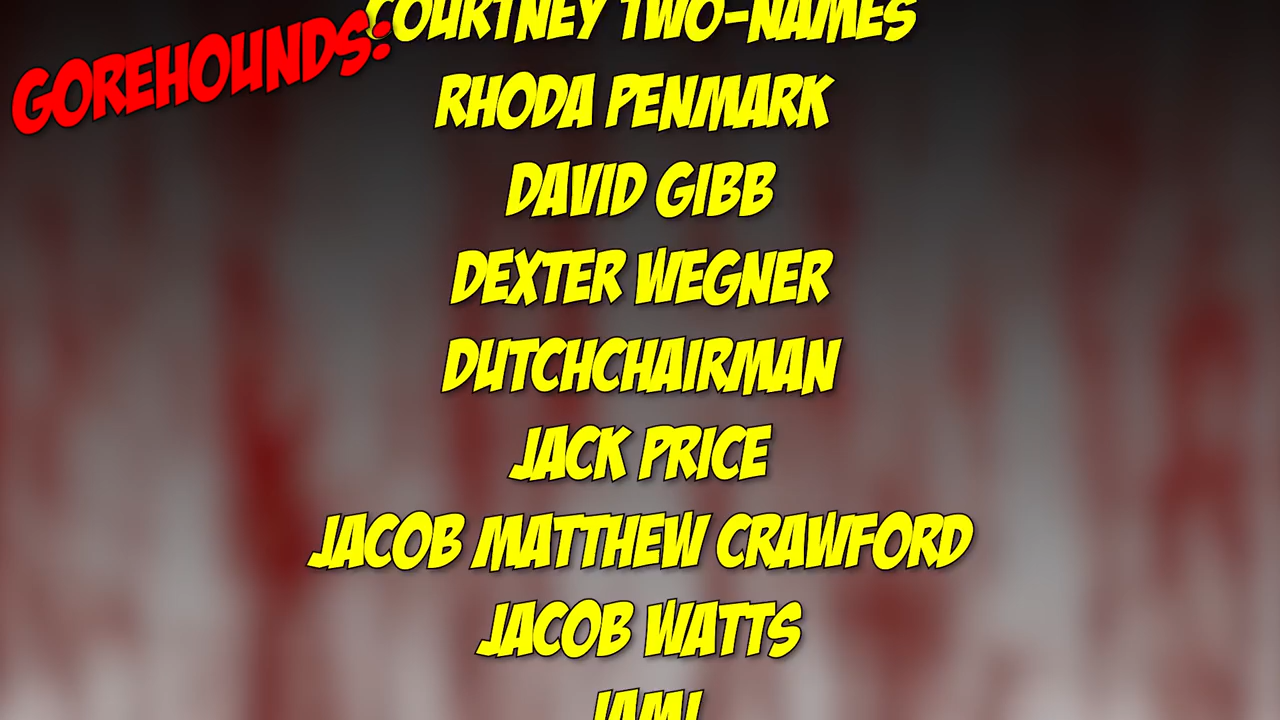 GOREHOUNDS:
COURTNEY TWO-NAMES
RHODA PENMARK
DAVID GIBB
DEXTER WEGNER
DUTCHCHAIRMAN
JACK PRICE
JACOB MATTHEW CRAWFORD
JACOB WATTS